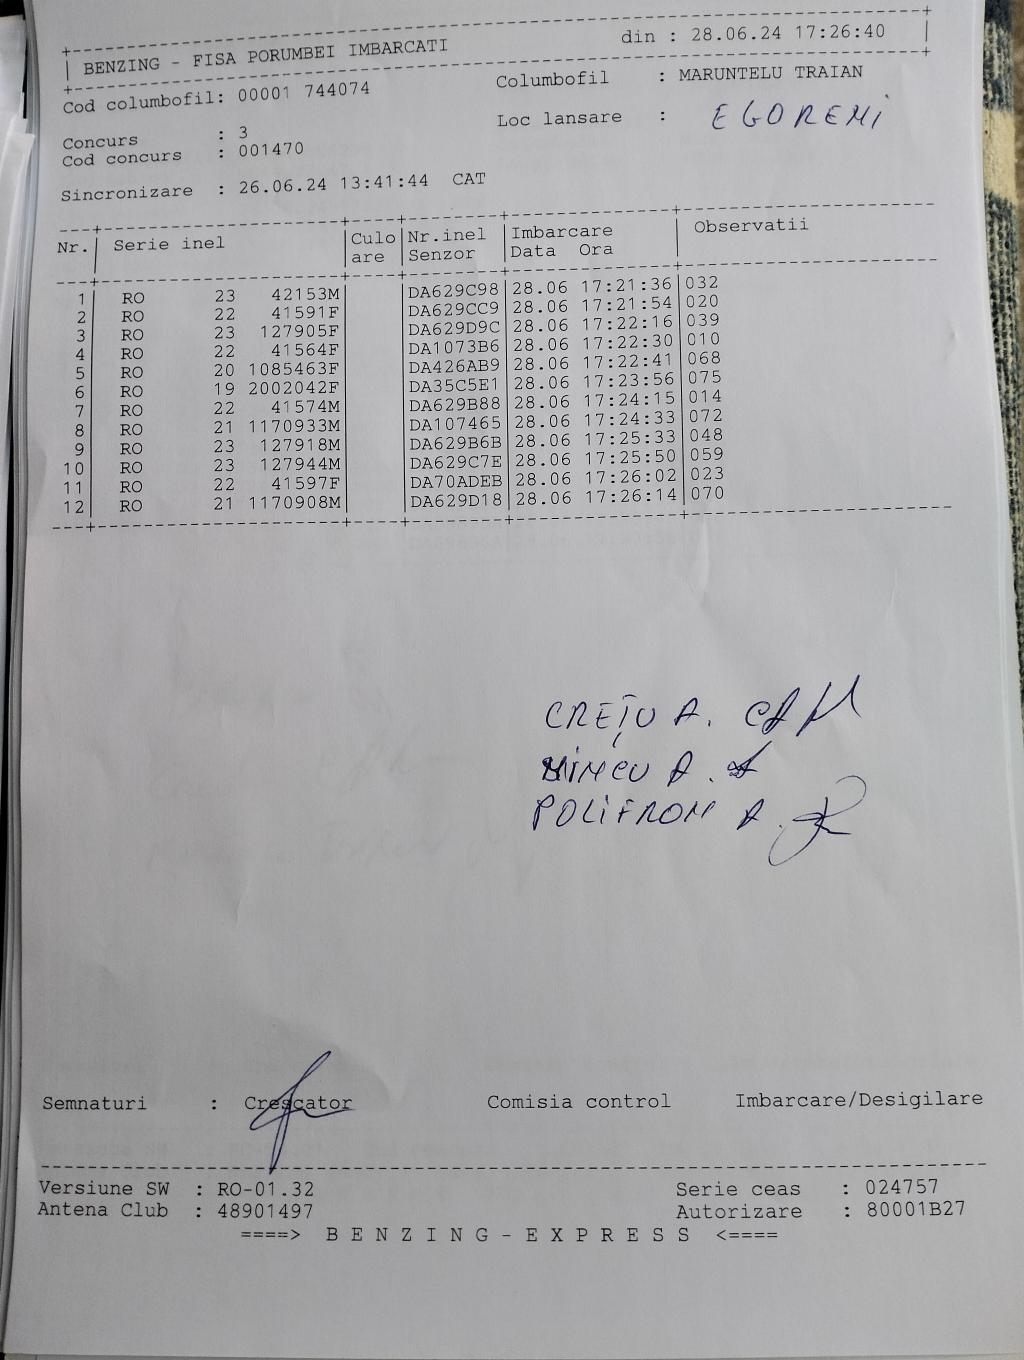 BENZING - FISA PORUMBEI IMBARCATI din : 28.06.24 17:26:40
Cod columbofil: 00001 744074 Columbofil : MARUNTELU TRAIAN
Concurs : 3 Loc lansare : EGOREMI
Cod concurs : 001470
Sincronizare : 26.06.24 13:41:44 CAT
Nr. Serie inel Culo Nr.inel Imbarcare Observatii
are Senzor Data Ora
1 RO 23 42153M DA629C98 28.06 17:21:36 032
2 RO 22 41591F DA629CC9 28.06 17:21:54 020
3 RO 23 127905F DA629D9C 28.06 17:22:16 039
4 RO 22 41564F DA1073B6 28.06 17:22:30 010
5 RO 20 1085463F DA426AB9 28.06 17:22:41 068
6 RO 19 2002042F DA35C5E1 28.06 17:23:56 075
7 RO 22 41574M DA629B88 28.06 17:24:15 014
8 RO 21 1170933M DA107465 28.06 17:24:33 072
9 RO 23 127918M DA629B6B 28.06 17:25:33 048
10 RO 23 127944M DA629C7E 28.06 17:25:50 059
11 RO 22 41597F DA70ADEB 28.06 17:26:02 023
12 RO 21 1170908M DA629D18 28.06 17:26:14 070
CREȚU A.
MINCU A.
POLIFRON A.
Semnaturi : Crescator Comisia control Imbarcare/Desigilare
Versiune SW : RO-01.32 Serie ceas : 024757
Antena Club : 48901497 Autorizare : 80001B27
====> B E N Z I N G - E X P R E S S <====